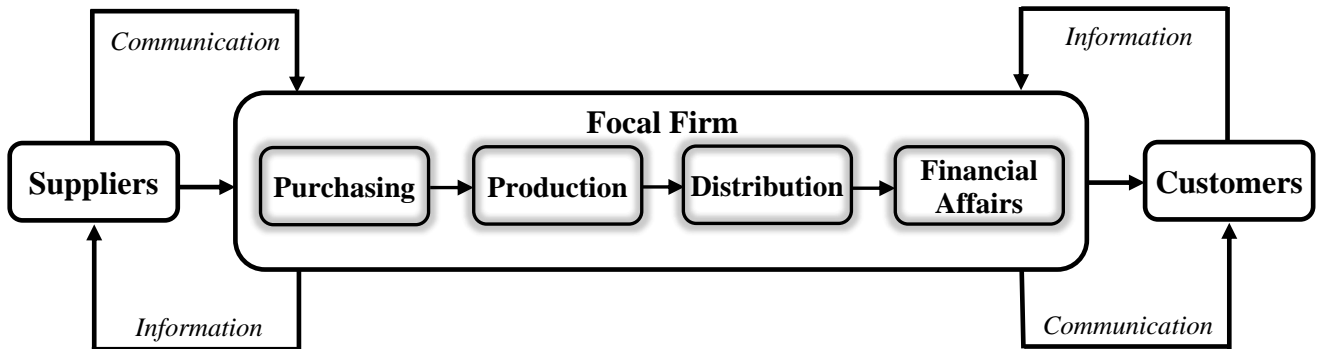 Communication
Information
Focal Firm
Suppliers
Purchasing
Production
Distribution
Financial
Affairs
Customers
Information
Communication